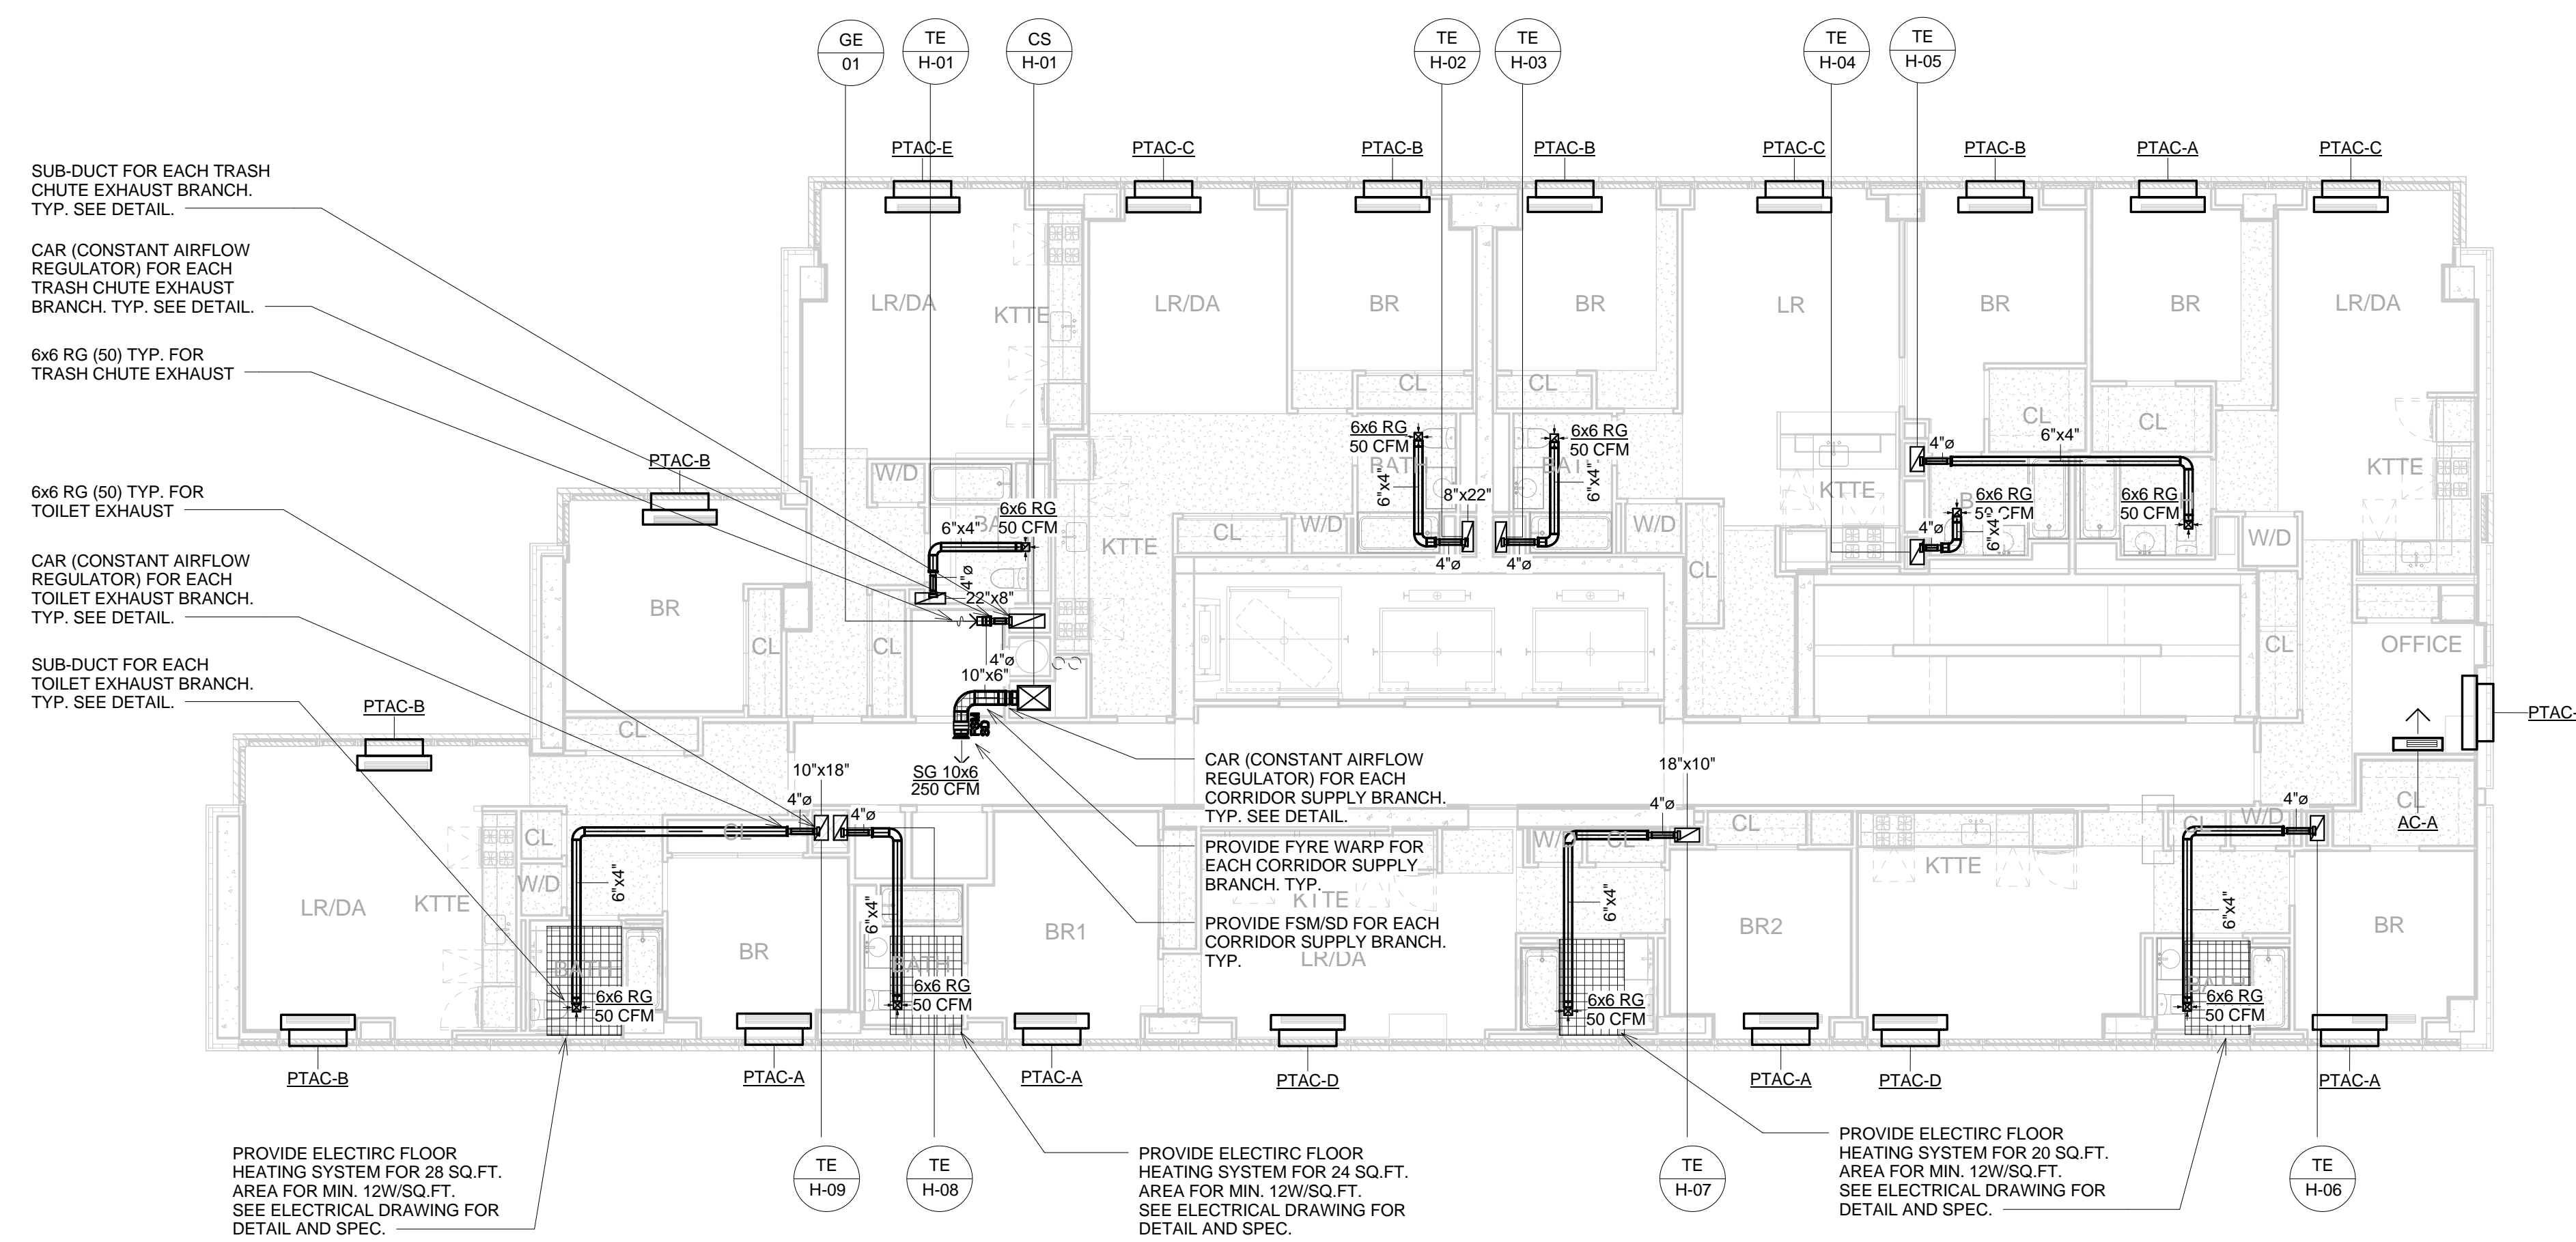 GE
01
TE
H-01
CS
H-01
TE
H-02
TE
H-03
TE
H-04
TE
H-05
PTAC-E
PTAC-C
PTAC-B
PTAC-B
PTAC-C
PTAC-B
PTAC-A
PTAC-C
SUB-DUCT FOR EACH TRASH
CHUTE EXHAUST BRANCH.
TYP. SEE DETAIL.
CAR (CONSTANT AIRFLOW
REGULATOR) FOR EACH
TRASH CHUTE EXHAUST
BRANCH. TYP. SEE DETAIL.
6x6 RG (50) TYP. FOR
TRASH CHUTE EXHAUST
6x6 RG (50) TYP. FOR
TOILET EXHAUST
CAR (CONSTANT AIRFLOW
REGULATOR) FOR EACH
TOILET EXHAUST BRANCH.
TYP. SEE DETAIL.
SUB-DUCT FOR EACH
TOILET EXHAUST BRANCH.
TYP. SEE DETAIL.
LR/DA
KTTE
LR/DA
BR
BR
LR
BR
BR
LR/DA
CL
CL
CL
CL
6x6 RG
50 CFM
BATH
6"x4"
8"x22"
4"ø
6x6 RG
50 CFM
BATH
6"x4"
4"ø
4"ø
6"x4"
KTTE
KTTE
6x6 RG
50 CFM
4"ø
6"x4"
6x6 RG
50 CFM
W/D
PTAC-B
W/D
6x6 RG
50 CFM
6"x4"
4"ø
22"x8"
KTTE
CL
W/D
W/D
CL
BR
CL
CL
4"ø
10"x6"
CL
OFFICE
PTAC-
CL
AC-A
PTAC-B
CL
SG 10x6
250 CFM
10"x18"
4"ø
4"ø
CAR (CONSTANT AIRFLOW
REGULATOR) FOR EACH
CORRIDOR SUPPLY BRANCH.
TYP. SEE DETAIL.
PROVIDE FYRE WARP FOR
EACH CORRIDOR SUPPLY
BRANCH. TYP.
PROVIDE FSM/SD FOR EACH
CORRIDOR SUPPLY BRANCH.
TYP.
18"x10"
4"ø
4"ø
CL
CL
W/D
CL
CL
CL
W/D
LR/DA
KTTE
W/D
6"x4"
BR
BATH
6x6 RG
50 CFM
6"x4"
BATH
6x6 RG
50 CFM
BR1
KTTE
LR/DA
6"x4"
6x6 RG
50 CFM
BR2
KTTE
6"x4"
BATH
6x6 RG
50 CFM
BR
PTAC-B
PTAC-A
PTAC-A
PTAC-D
PTAC-A
PTAC-D
PTAC-A
PROVIDE ELECTIRC FLOOR
HEATING SYSTEM FOR 28 SQ.FT.
AREA FOR MIN. 12W/SQ.FT.
SEE ELECTRICAL DRAWING FOR
DETAIL AND SPEC.
TE
H-09
TE
H-08
PROVIDE ELECTIRC FLOOR
HEATING SYSTEM FOR 24 SQ.FT.
AREA FOR MIN. 12W/SQ.FT.
SEE ELECTRICAL DRAWING FOR
DETAIL AND SPEC.
TE
H-07
PROVIDE ELECTIRC FLOOR
HEATING SYSTEM FOR 20 SQ.FT.
AREA FOR MIN. 12W/SQ.FT.
SEE ELECTRICAL DRAWING FOR
DETAIL AND SPEC.
TE
H-06